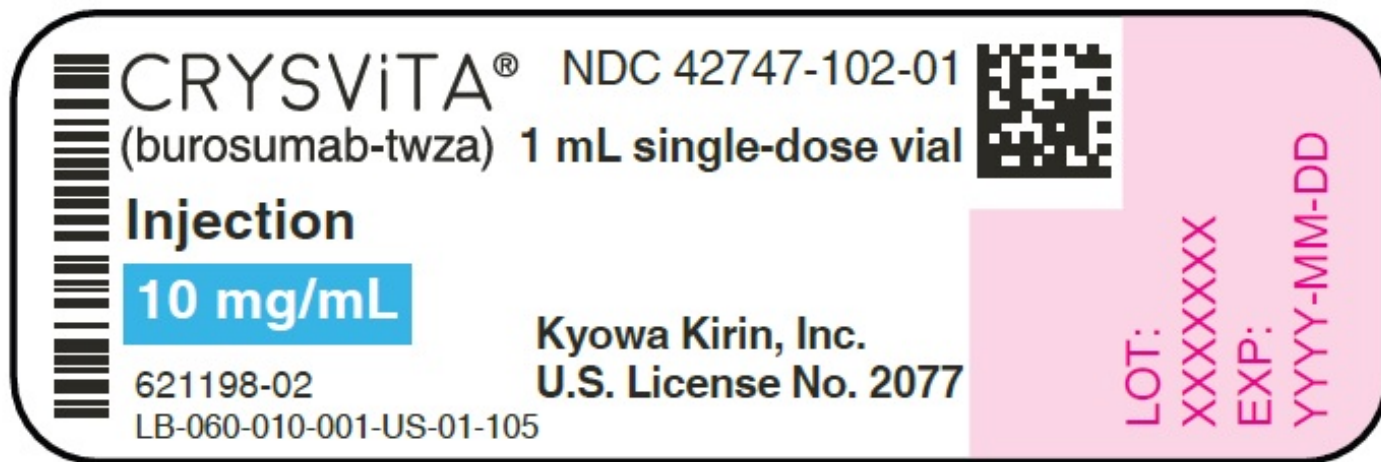 CRYSViTA® NDC 42747-102-01
(burosumab-twza) 1 mL single-dose vial
Injection
10 mg/mL
Kyowa Kirin, Inc.
U.S. License No. 2077
621198-02
LB-060-010-001-US-01-105
LOT:
XXXXXXX
EXP:
YYYY-MM-DD